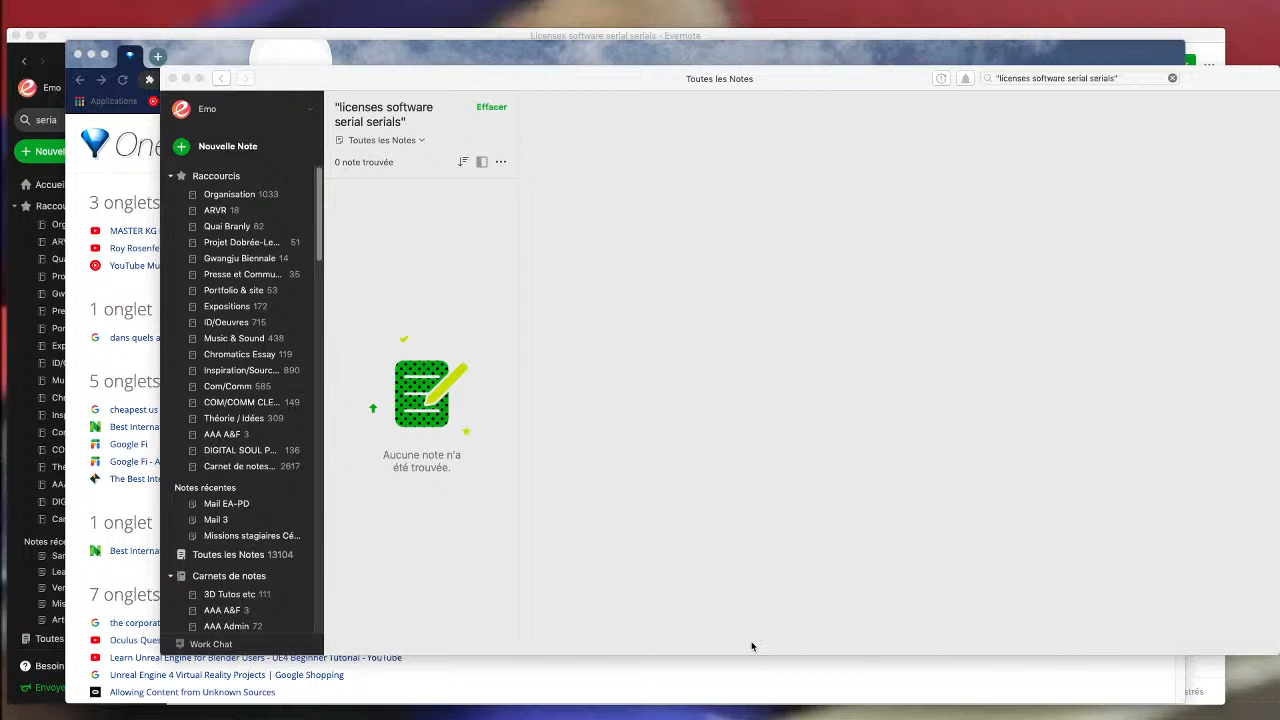 Licenses software serial serials - Evernote
Toutes les Notes
"licenses software serial serials"
Emo
Applications
seria
One
Nouvel
Accuei
Raccou
3 onglets
MASTER KG
Roy Rosenfe
YouTube Mu
1 onglet
dans quels a
5 onglets
cheapest us
Best Interna
Google Fi
Google Fi - A
The Best Inte
1 onglet
Best Interna
7 onglets
the corporat
Oculus Ques
Learn Unreal Engine for Blender Users - UE4 Beginner Tutorial - YouTube
Unreal Engine 4 Virtual Reality Projects | Google Shopping
Allowing Content from Unknown Sources
Notes réc
Toutes
Besoin
Envoye
Emo
Nouvelle Note
Raccourcis
Organisation 1033
ARVR 18
Quai Branly 62
Projet Dobrée-Le... 51
Gwangju Biennale 14
Presse et Commu... 35
Portfolio & site 53
Expositions 172
ID/Oeuvres 715
Music & Sound 438
Chromatics Essay 119
Inspiration/Sourc... 890
Com/Comm 585
COM/COMM CLE... 149
Théorie / Idées 309
AAA A&F 3
DIGITAL SOUL P... 136
Carnet de notes... 2617
Notes récentes
Mail EA-PD
Mail 3
Missions stagiaires Cé...
Toutes les Notes 13104
Carnets de notes
3D Tutos etc 111
AAA A&F 3
AAA Admin 72
Work Chat
"licenses software
serial serials"
Effacer
Toutes les Notes
0 note trouvée
Aucune note n'a
été trouvée.
strés